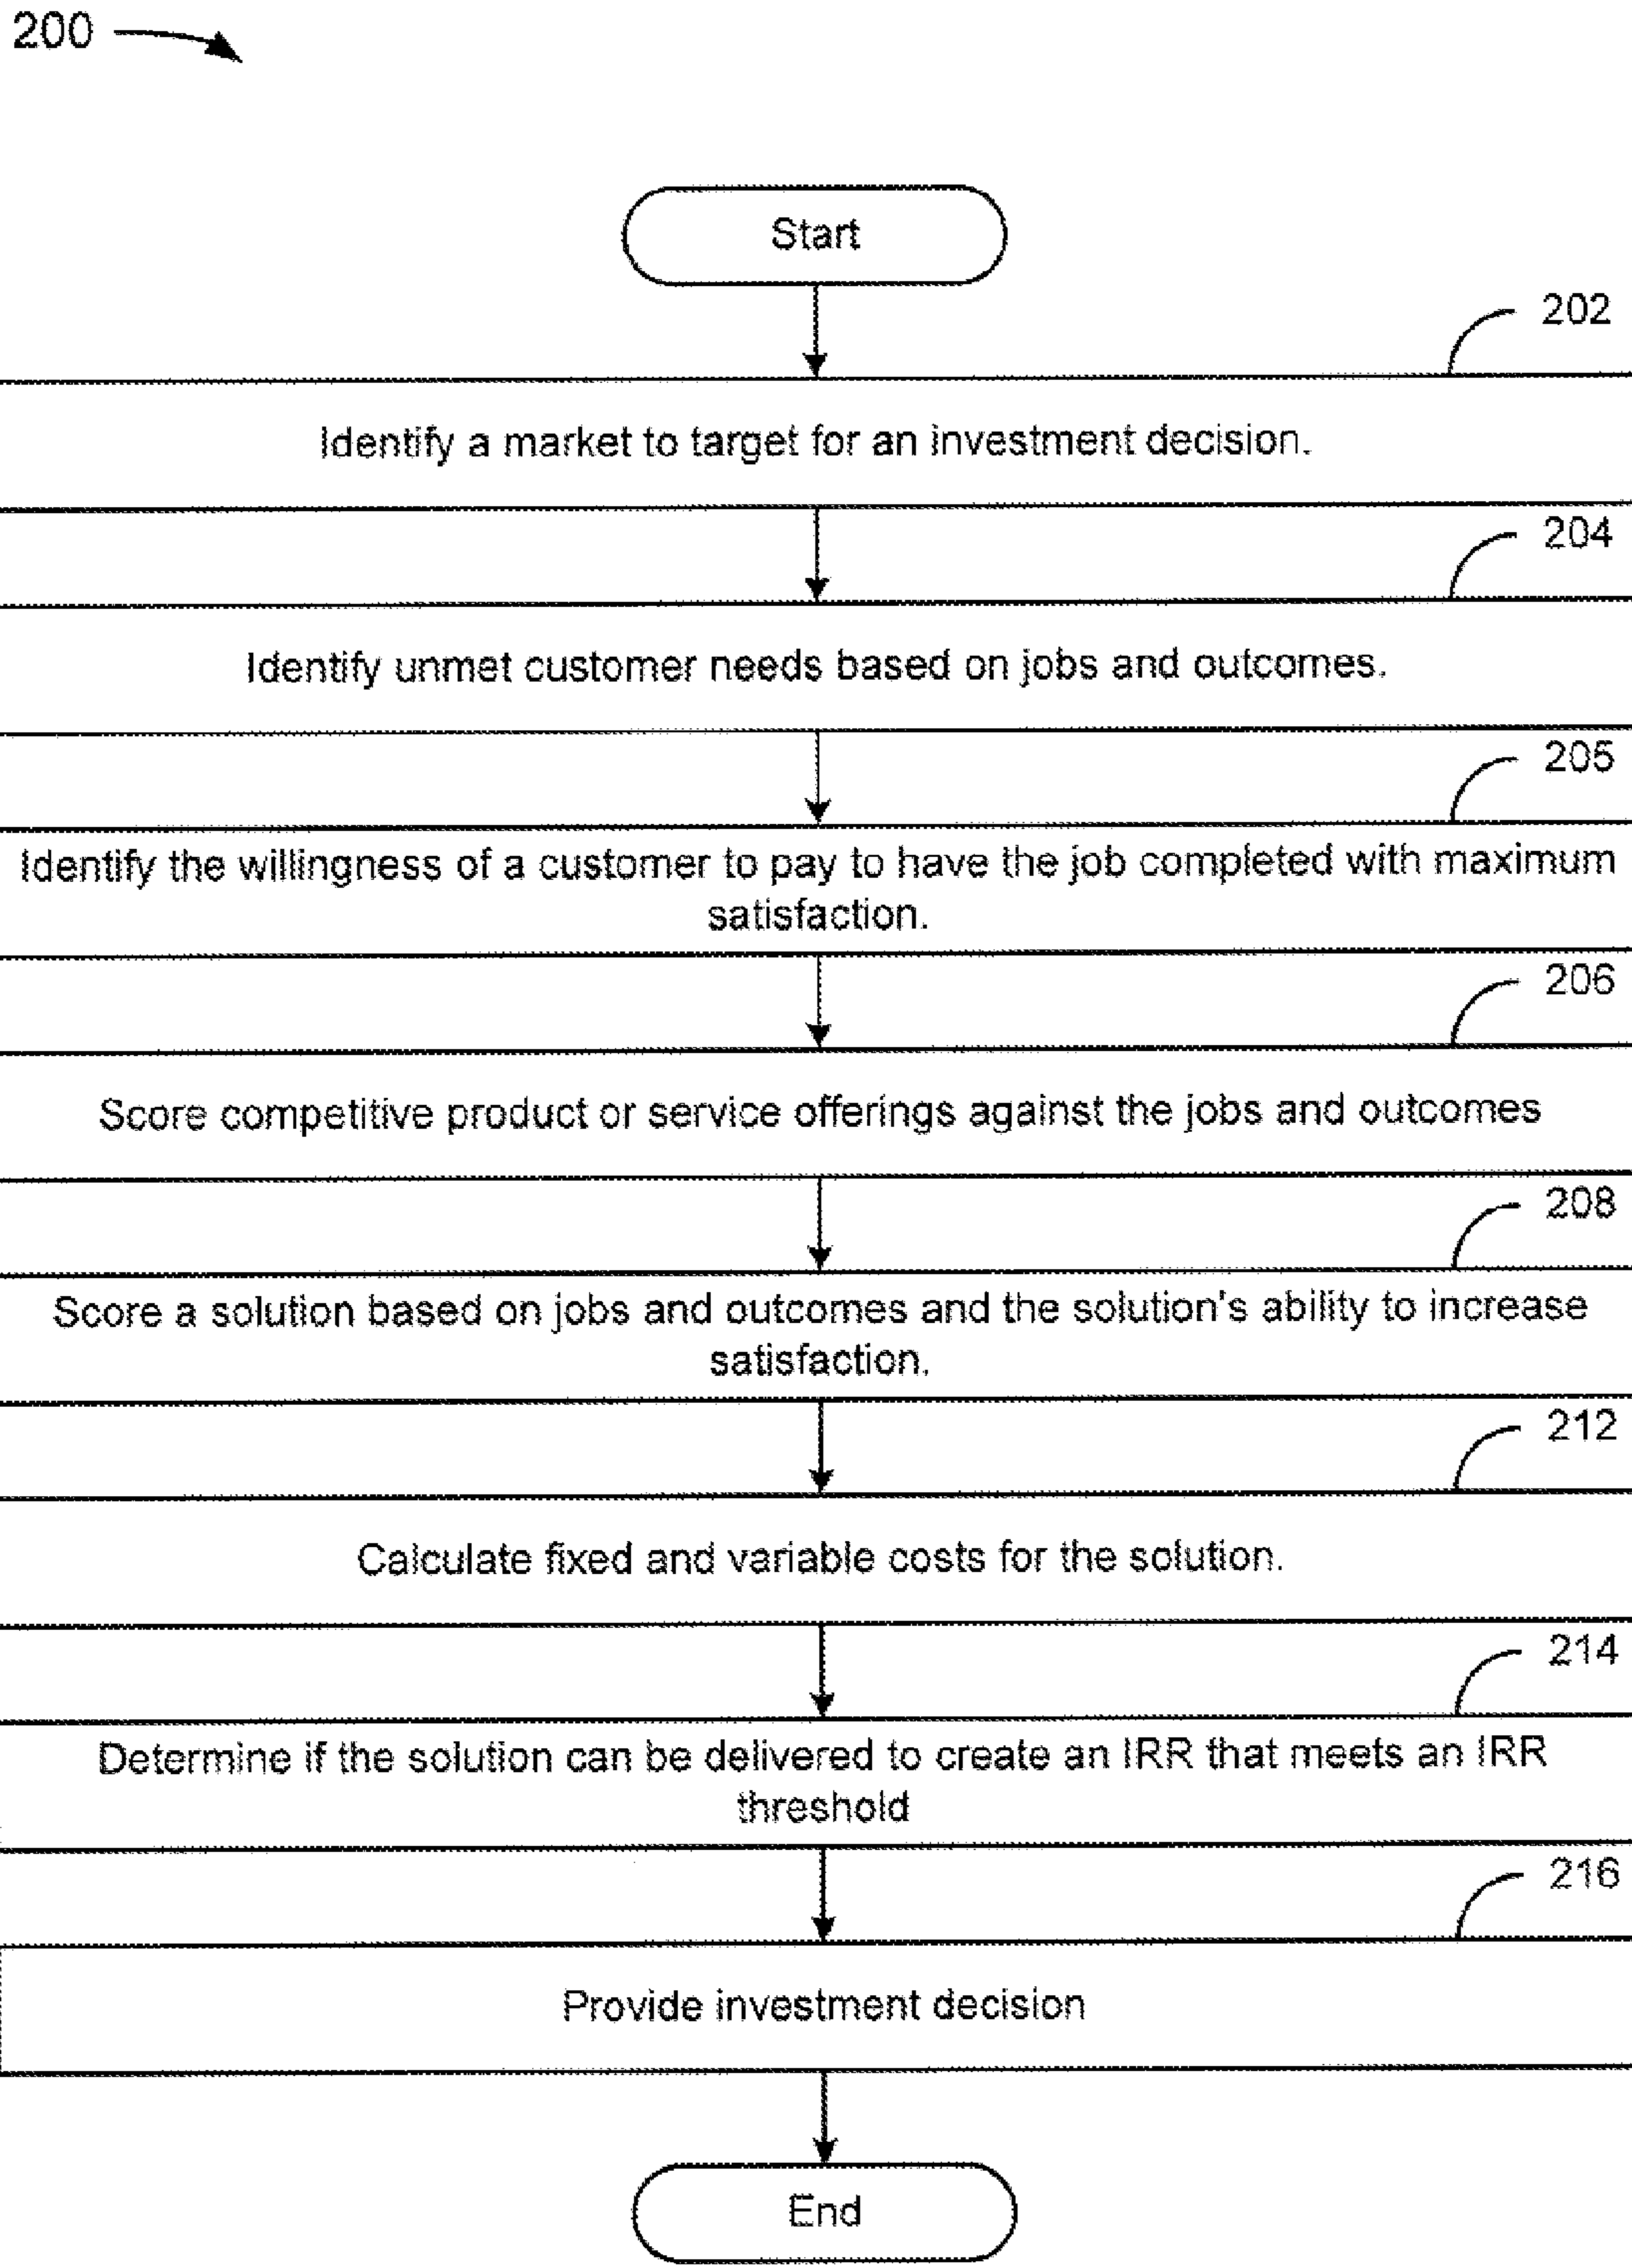 200
Start
202
Identify a market to target for an investment decision.
204
Identify unmet customer needs based on jobs and outcomes.
205
Identify the willingness of a customer to pay to have the job completed with maximum
satisfaction.
206
Score competitive product or service offerings against the jobs and outcomes
208
Score a solution based on jobs and outcomes and the solution's ability to increase
satisfaction.
212
Calculate fixed and variable costs for the solution.
214
Determine if the solution can be delivered to create an IRR that meets an IRR
threshold
216
Provide investment decision
End